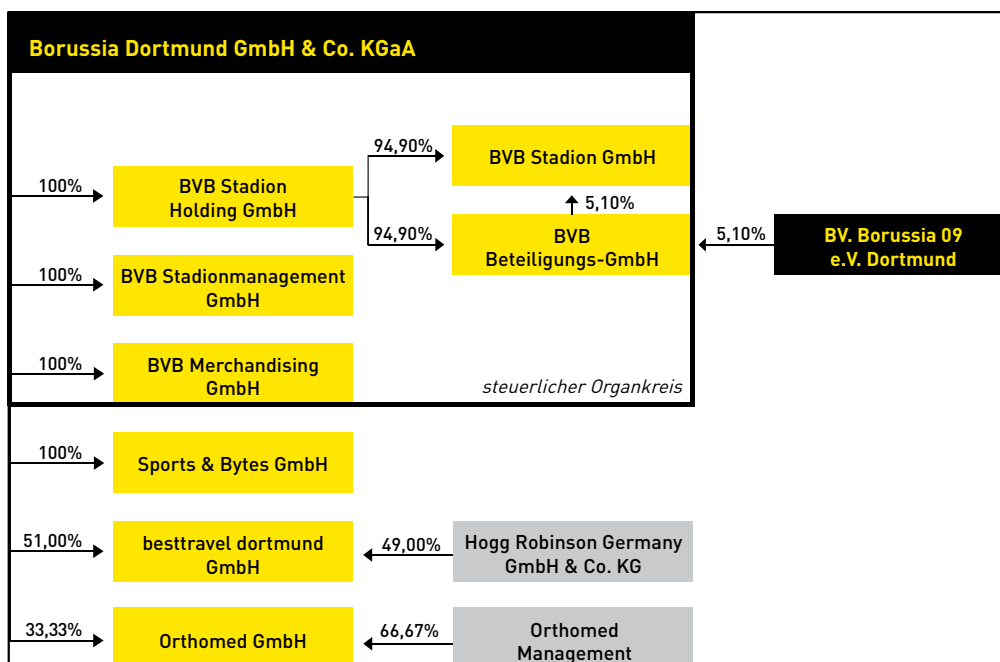 Borussia Dortmund GmbH & Co. KGaA
94,90%
BVB Stadion GmbH
100%
BVB Stadion
Holding GmbH
5,10%
94,90%
BVB
Beteiligungs-GmbH
5,10%
BV. Borussia 09
e.V. Dortmund
100%
BVB Stadionmanagement
GmbH
100%
BVB Merchandising
GmbH
steuerlicher Organkreis
100%
Sports & Bytes GmbH
51,00%
besttravel dortmund
GmbH
49,00%
Hogg Robinson Germany
GmbH & Co. KG
33,33%
Orthomed GmbH
66,67%
Orthomed
Management